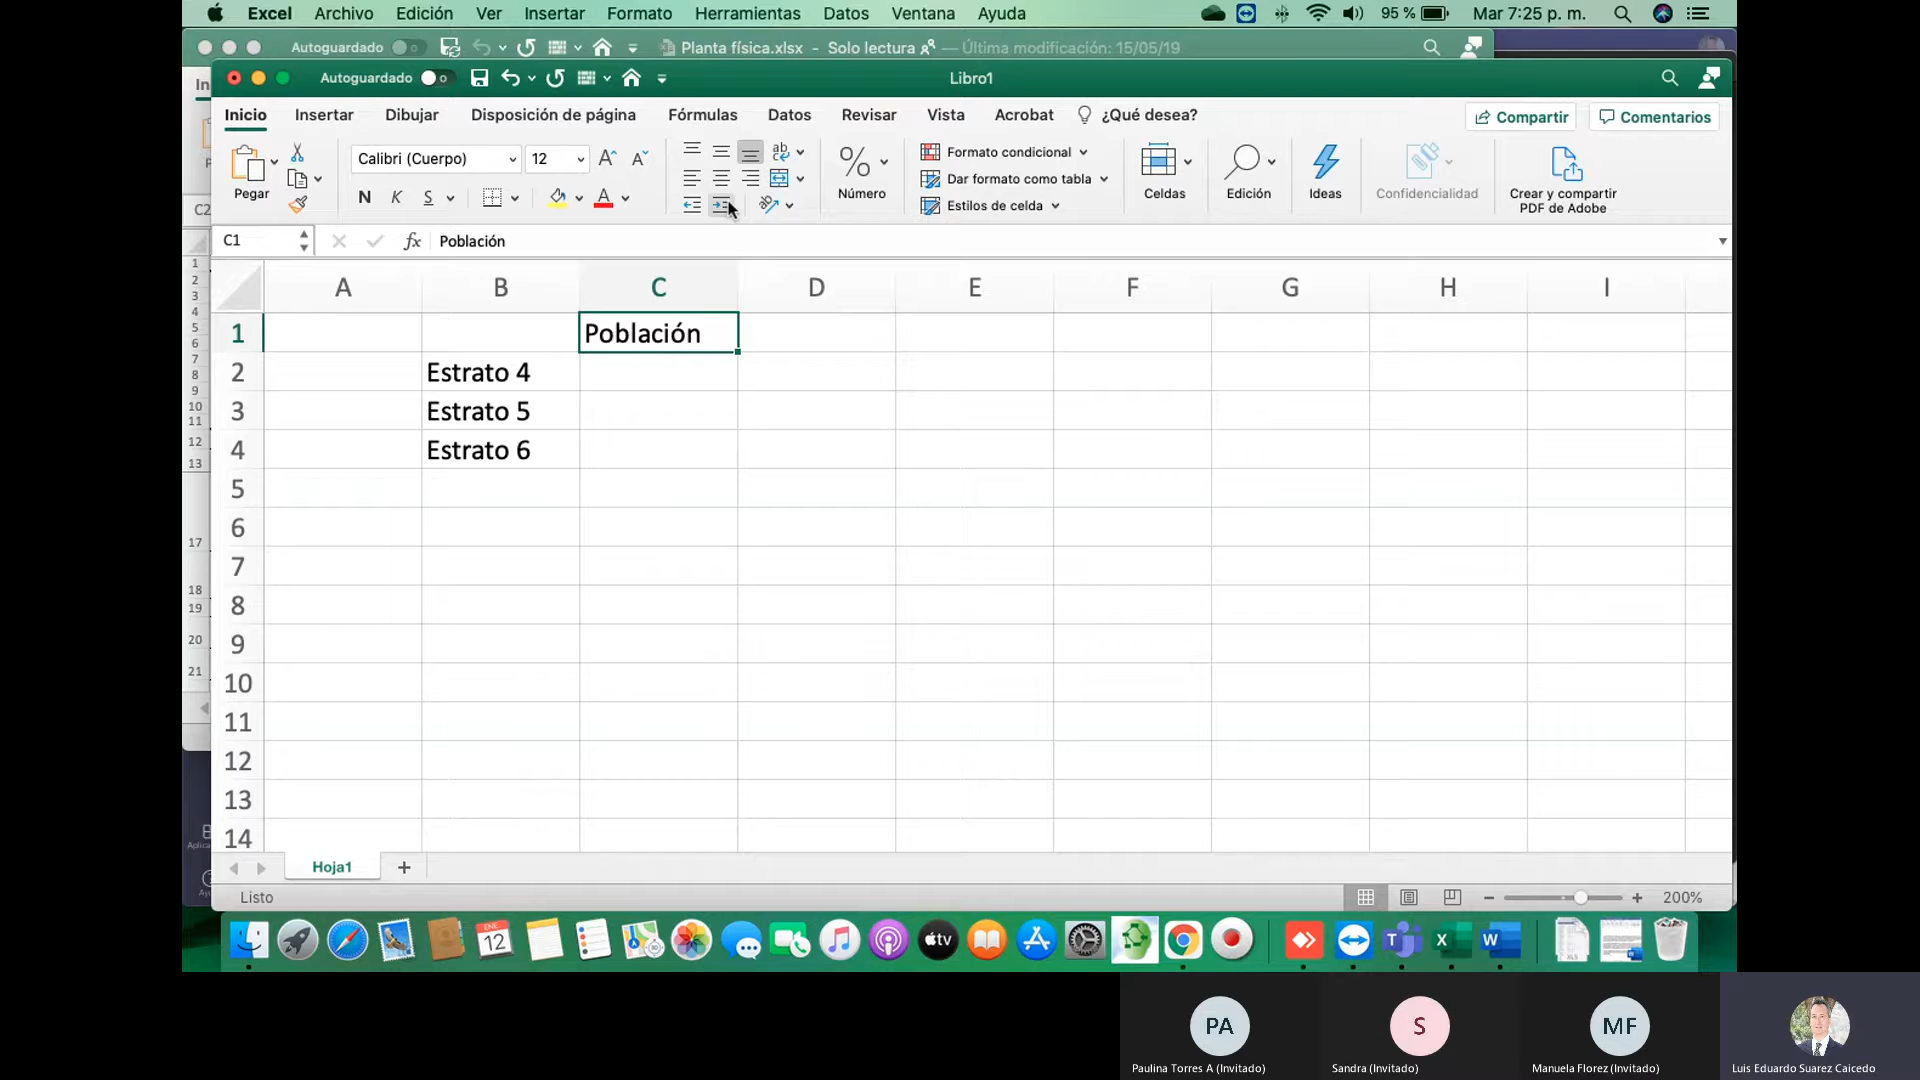 Excel Archivo Edición Ver Insertar Formato Herramientas Datos Ventana Ayuda 95 % Mar 7:25 p. m.
Autoguardado Planta física.xlsx - Solo lectura — Última modificación: 15/05/19
Autoguardado Libro1
Inicio Insertar Dibujar Disposición de página Fórmulas Datos Revisar Vista Acrobat ¿Qué desea? Compartir Comentarios
Pegar
Calibri (Cuerpo) 12
N K S
Número
Formato condicional
Dar formato como tabla
Estilos de celda
Celdas
Edición
Ideas
Confidencialidad
Crear y compartir
PDF de Adobe
C1 fx Población
A B C D E F G H I
1 Población
2 Estrato 4
3 Estrato 5
4 Estrato 6
5
6
7
8
9
10
11
12
13
14
Hoja1 +
Listo 200%
ENE
12
tv
T X W
PA S MF
Paulina Torres A (Invitado) Sandra (Invitado) Manuela Florez (Invitado) Luis Eduardo Suarez Caicedo